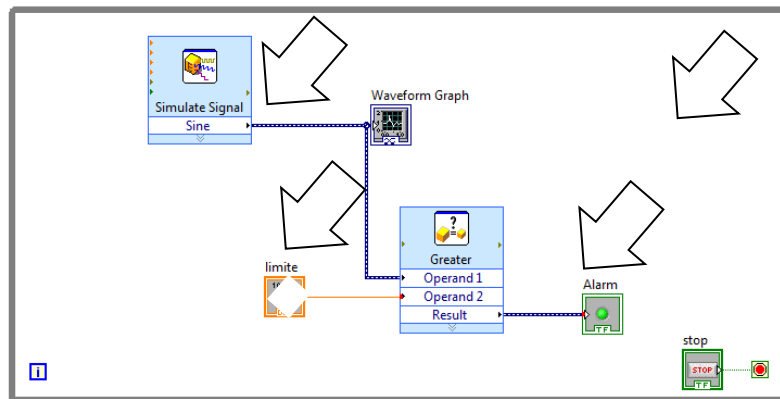 Simulate Signal
Sine
Waveform Graph
?
Greater
limite
Operand 1
Operand 2
Result
Alarm
TF
stop
STOP
TF
i